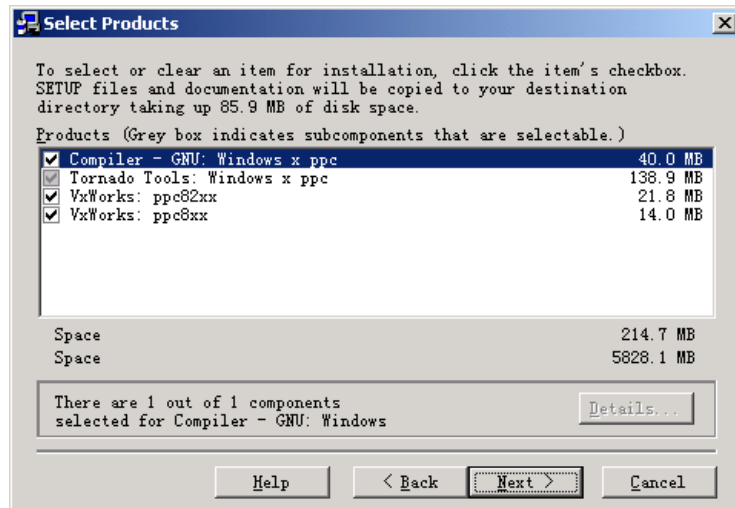 Select Products
To select or clear an item for installation, click the item's checkbox.
SETUP files and documentation will be copied to your destination
directory taking up 85.9 MB of disk space.
Products (Grey box indicates subcomponents that are selectable.)
Compiler - GNU: Windows x ppc 40.0 MB
Tornado Tools: Windows x ppc 138.9 MB
VxWorks: ppc82xx 21.8 MB
VxWorks: ppc8xx 14.0 MB
Space 214.7 MB
Space 5828.1 MB
There are 1 out of 1 components
selected for Compiler - GNU: Windows
Details...
Help < Back Next > Cancel